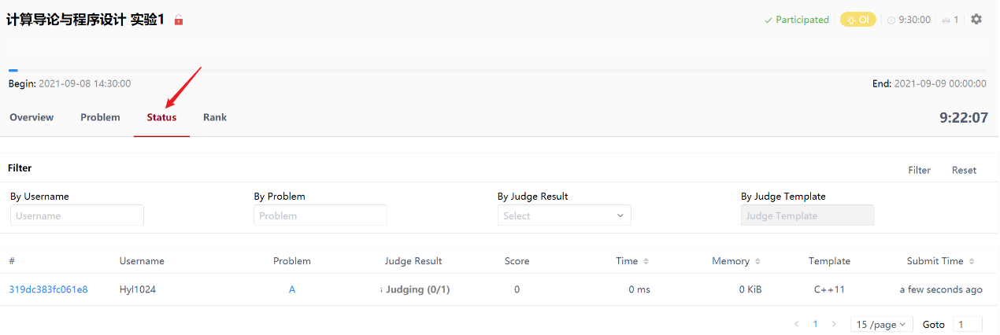 计算导论与程序设计 实验1
Participated OI 9:30:00 1
Begin: 2021-09-08 14:30:00 End: 2021-09-09 00:00:00
Overview Problem Status Rank 9:22:07
Filter Filter Reset
By Username By Problem By Judge Result By Judge Template
Username Problem Select Judge Template
# Username Problem Judge Result Score Time Memory Template Submit Time
319dc383fc061e8 Hyl1024 A Judging (0/1) 0 0 ms 0 KiB C++11 a few seconds ago
1 15 /page Goto 1